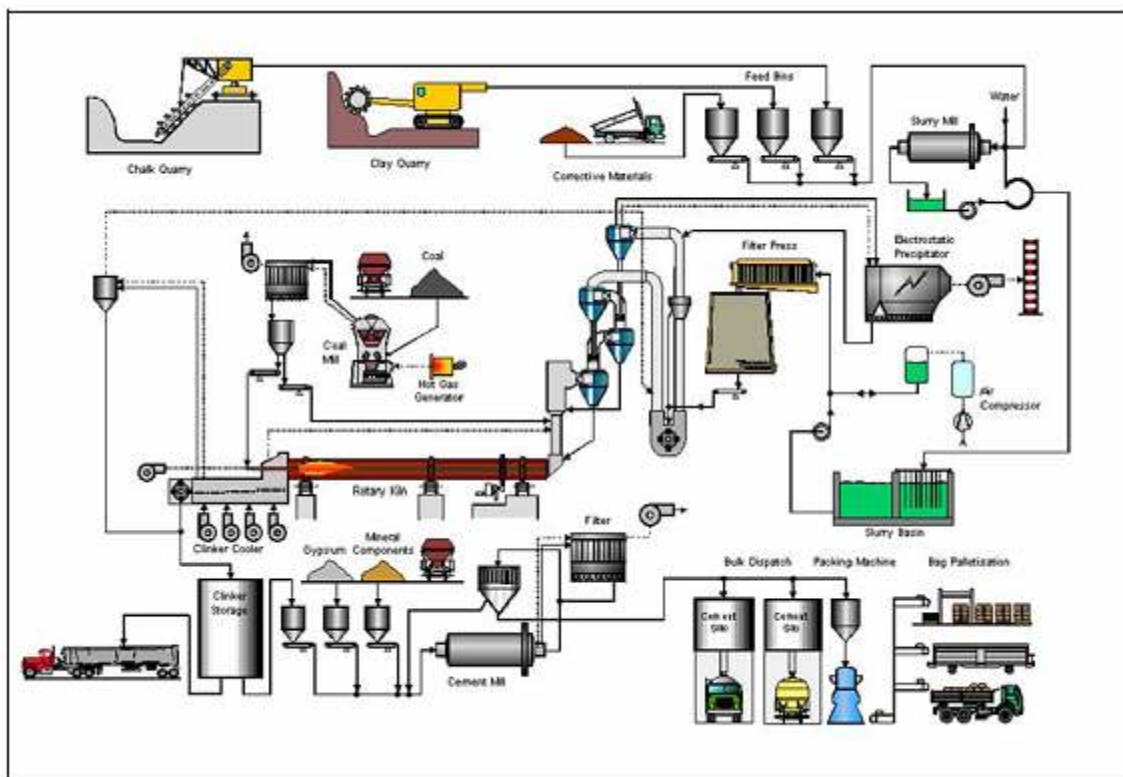 Feed Bins
Water
Slurry Mill
Chalk Quarry
Clay Quarry
Corrective Materials
Coal
Filter Press
Electrostatic
Precipitator
Coal
Mill
Hot Gas
Generator
Air
Compressor
Rotary Kiln
Slurry Basin
Clinker Cooler
Gypsium
Mineral
Components
Filter
Bulk Dispatch
Packing Machine
Bag Palletisation
Clinker
Storage
Cement
Silo
Cement
Silo
Cement Mill